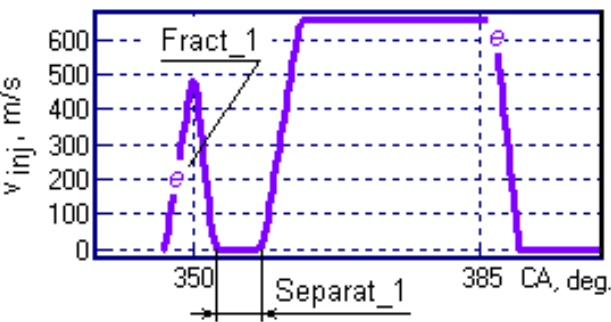 Fract_1
v inj, m/s
600
500
400
300
200
100
0
e
e
350
385
CA, deg.
Separat_1